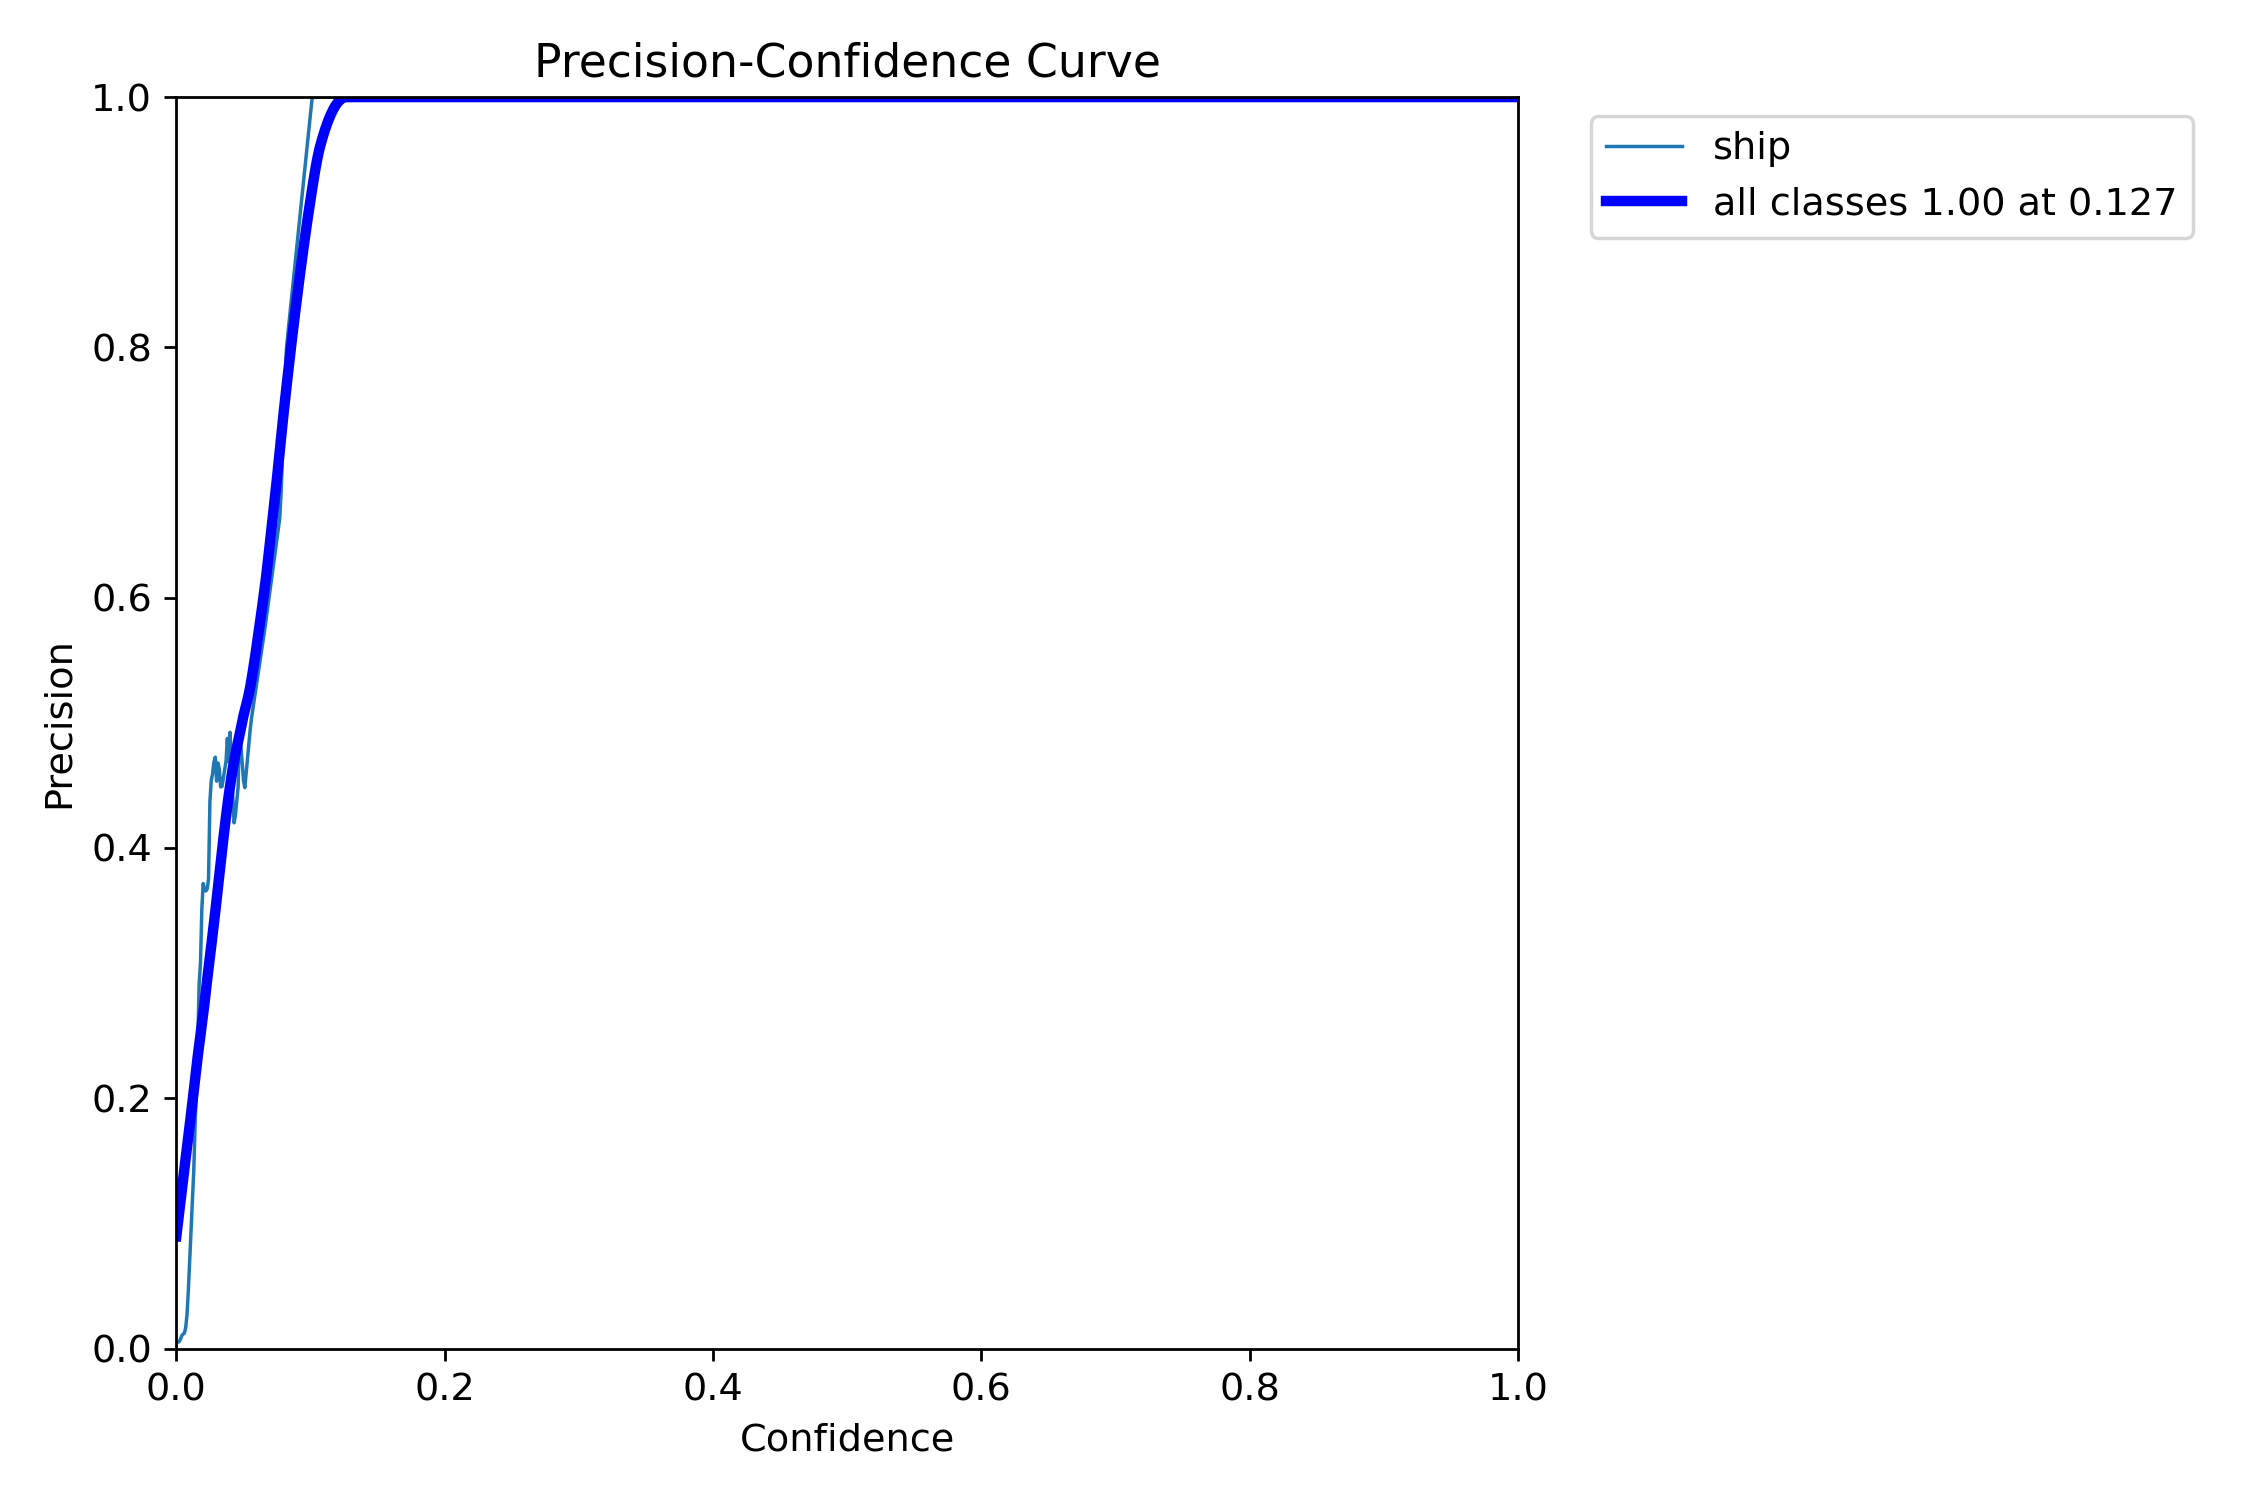 Precision-Confidence Curve
1.0
0.8
0.6
0.4
0.2
0.0
Precision
0.0 0.2 0.4 0.6 0.8 1.0
Confidence
ship
all classes 1.00 at 0.127